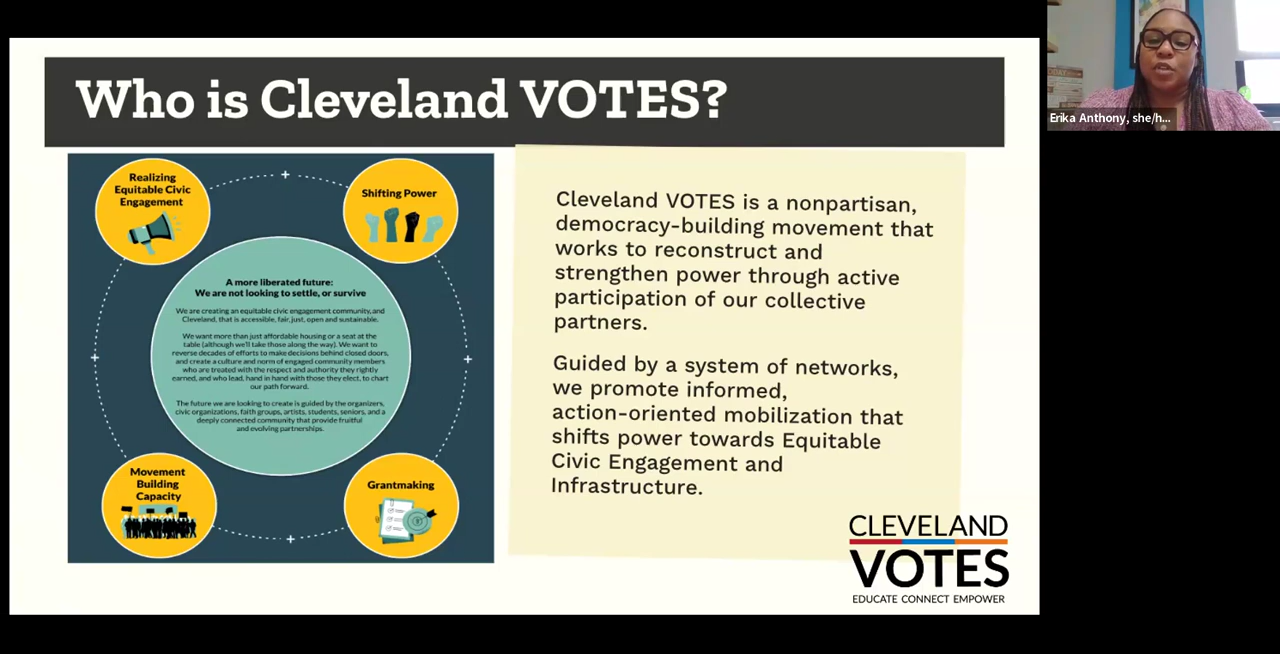 Who is Cleveland VOTES?
Erika Anthony, she/h...
Realizing
Equitable Civic
Engagement
Shifting Power
A more liberated future:
We are not looking to settle, or survive
We are creating an equitable civic engagement community, and
Cleveland, that is accessible, fair, just, open and sustainable.
We want more than just affordable housing or a seat at the
table (although we'll take those along the way). We want to
reverse decades of efforts to make decisions behind closed doors,
and create a culture and norm of engaged community members
who are treated with the respect and authority they rightly
earned, and who lead, hand in hand with those they elect, to chart
our path forward.
The future we are looking to create is guided by the organizers,
civic organizations, faith groups, artists, students, seniors, and a
deeply connected community that provide fruitful
and evolving partnerships.
Movement
Building
Capacity
Grantmaking
Cleveland VOTES is a nonpartisan,
democracy-building movement that
works to reconstruct and
strengthen power through active
participation of our collective
partners.
Guided by a system of networks,
we promote informed,
action-oriented mobilization that
shifts power towards Equitable
Civic Engagement and
Infrastructure.
CLEVELAND
VOTES
EDUCATE CONNECT EMPOWER